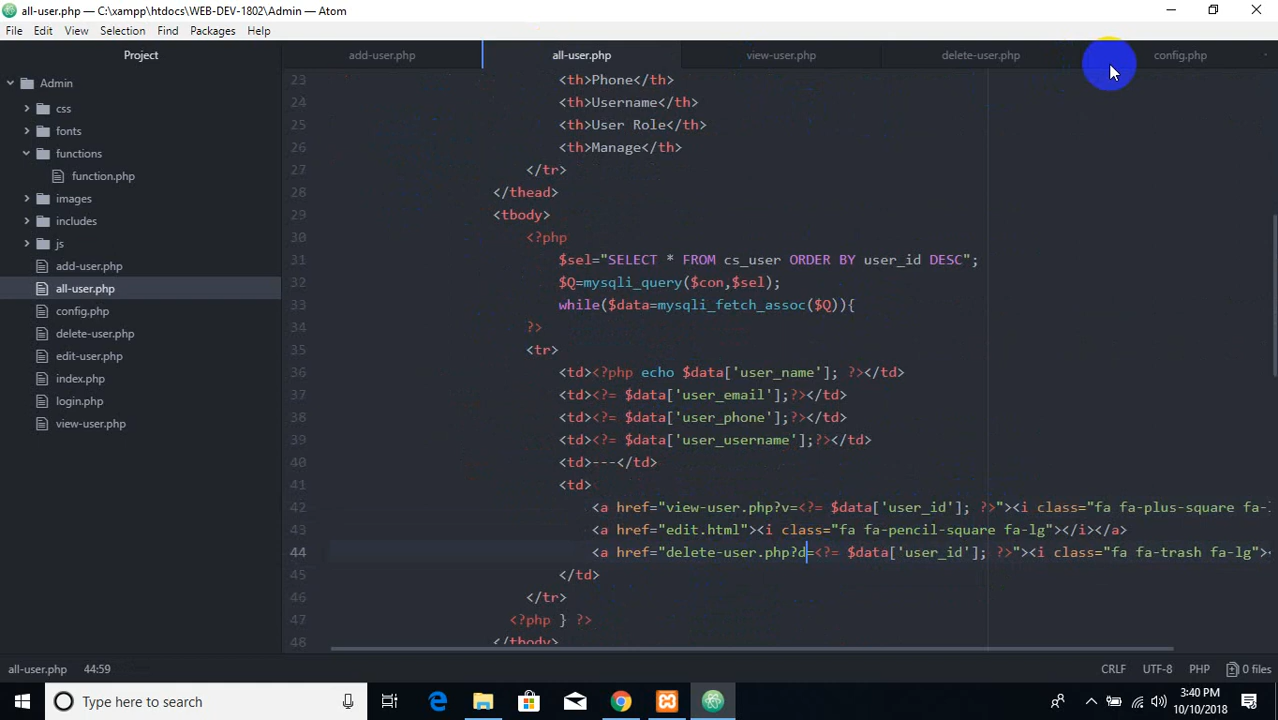 all-user.php — C:\xampp\htdocs\WEB-DEV-1802\Admin — Atom
File Edit View Selection Find Packages Help
Project
add-user.php all-user.php view-user.php delete-user.php config.php
Admin
css
fonts
functions
function.php
images
includes
js
add-user.php
all-user.php
config.php
delete-user.php
edit-user.php
index.php
login.php
view-user.php
23 <th>Phone</th>
24 <th>Username</th>
25 <th>User Role</th>
26 <th>Manage</th>
27 </tr>
28 </thead>
29 <tbody>
30 <?php
31 $sel="SELECT * FROM cs_user ORDER BY user_id DESC";
32 $Q=mysqli_query($con,$sel);
33 while($data=mysqli_fetch_assoc($Q)){
34 ?>
35 <tr>
36 <td><?php echo $data['user_name']; ?></td>
37 <td><?= $data['user_email'];?></td>
38 <td><?= $data['user_phone'];?></td>
39 <td><?= $data['user_username'];?></td>
40 <td>---</td>
41 <td>
42 <a href="view-user.php?v=<?= $data['user_id']; ?>"><i class="fa fa-plus-square fa-
43 <a href="edit.html"><i class="fa fa-pencil-square fa-lg"></i></a>
44 <a href="delete-user.php?d=<?= $data['user_id']; ?>"><i class="fa fa-trash fa-lg"><
45 </td>
46 </tr>
47 <?php } ?>
48 </tbody>
all-user.php 44:59 CRLF UTF-8 PHP 0 files
Type here to search
3:40 PM
10/10/2018